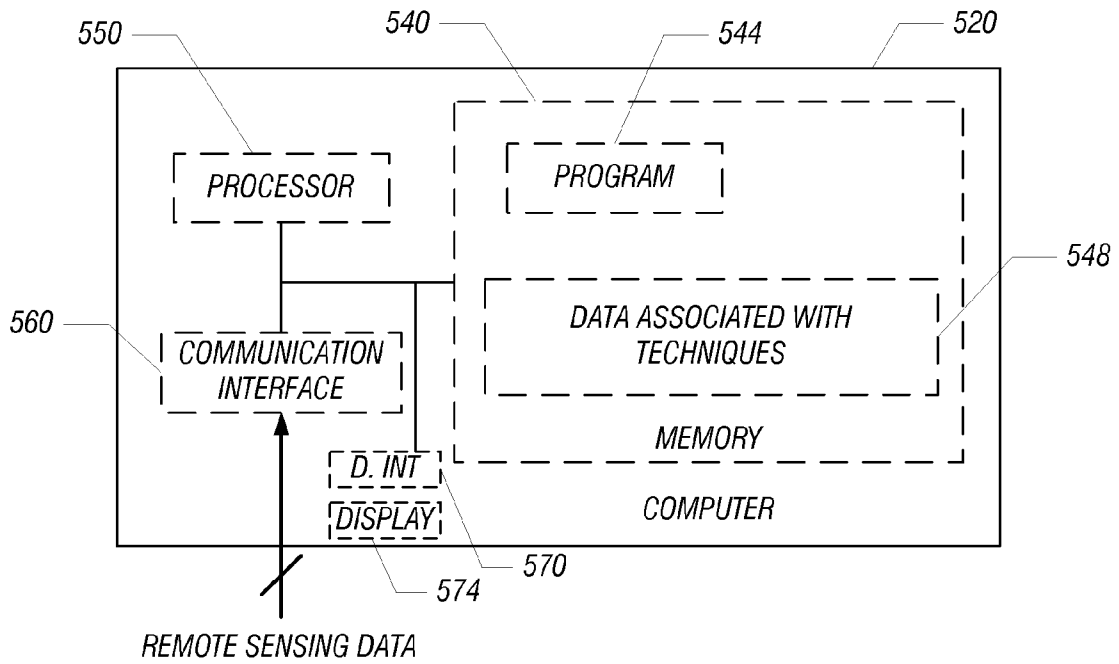 550
540
544
520
PROCESSOR
PROGRAM
548
560
COMMUNICATION
INTERFACE
DATA ASSOCIATED WITH
TECHNIQUES
MEMORY
D. INT
DISPLAY
COMPUTER
570
574
REMOTE SENSING DATA